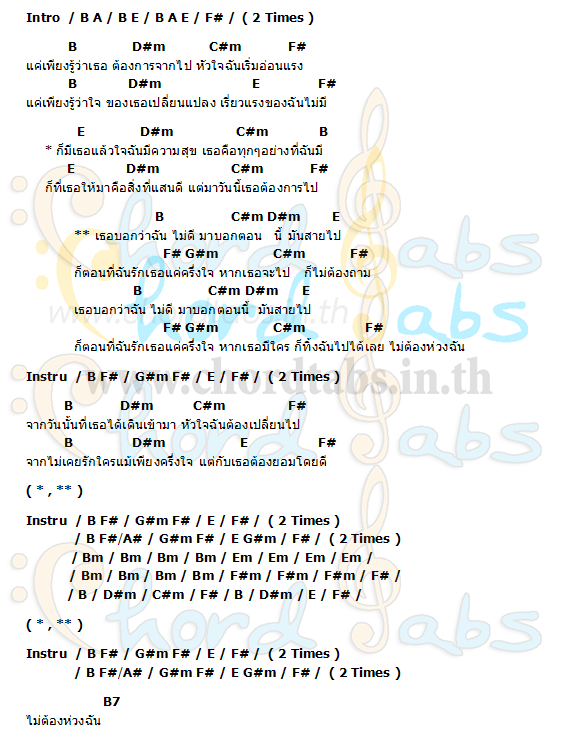 Intro / B A / B E / B A E / F# / ( 2 Times )
B D#m C#m F#
แค่เพียงรู้ว่าเธอ ต้องการจากไป หัวใจฉันเริ่มอ่อนแรง
B D#m E F#
แค่เพียงรู้ว่าใจ ของเธอเปลี่ยนแปลง เรี่ยวแรงของฉันไม่มี
E D#m C#m B
* ก็มีเธอแล้วใจฉันมีความสุข เธอคือทุกๆอย่างที่ฉันมี
E D#m C#m F#
ก็ที่เธอให้มาคือสิ่งที่แสนดี แต่มาวันนี้เธอต้องการไป
B C#m D#m E
** เธอบอกว่าฉัน ไม่ดี มาบอกตอน นี้ มันสายไป
F# G#m C#m F#
ก็ตอนที่ฉันรักเธอแค่ครึ่งใจ หากเธอจะไป ก็ไม่ต้องถาม
B C#m D#m E
เธอบอกว่าฉัน ไม่ดี มาบอกตอนนี้ มันสายไป
F# G#m C#m F#
ก็ตอนที่ฉันรักเธอแค่ครึ่งใจ หากเธอมีใคร ก็ทิ้งฉันไปได้เลย ไม่ต้องห่วงฉัน
Instru / B F# / G#m F# / E / F# / ( 2 Times )
www.chordtabs.in.th
B D#m C#m F#
จากวันนั้นที่เธอได้เดินเข้ามา หัวใจฉันต้องเปลี่ยนไป
B D#m E F#
จากไม่เคยรักใครแม้เพียงครึ่งใจ แต่กับเธอต้องยอมโดยดี
( * , ** )
Instru / B F# / G#m F# / E / F# / ( 2 Times )
/ B F#/A# / G#m F# / E G#m / F# / ( 2 Times )
/ Bm / Bm / Bm / Bm / Em / Em / Em / Em /
/ Bm / Bm / Bm / Bm / F#m / F#m / F#m / F# /
/ B / D#m / C#m / F# / B / D#m / E / F# /
( * , ** )
Instru / B F# / G#m F# / E / F# / ( 2 Times )
/ B F#/A# / G#m F# / E G#m / F# / ( 2 Times )
B7
ไม่ต้องห่วงฉัน